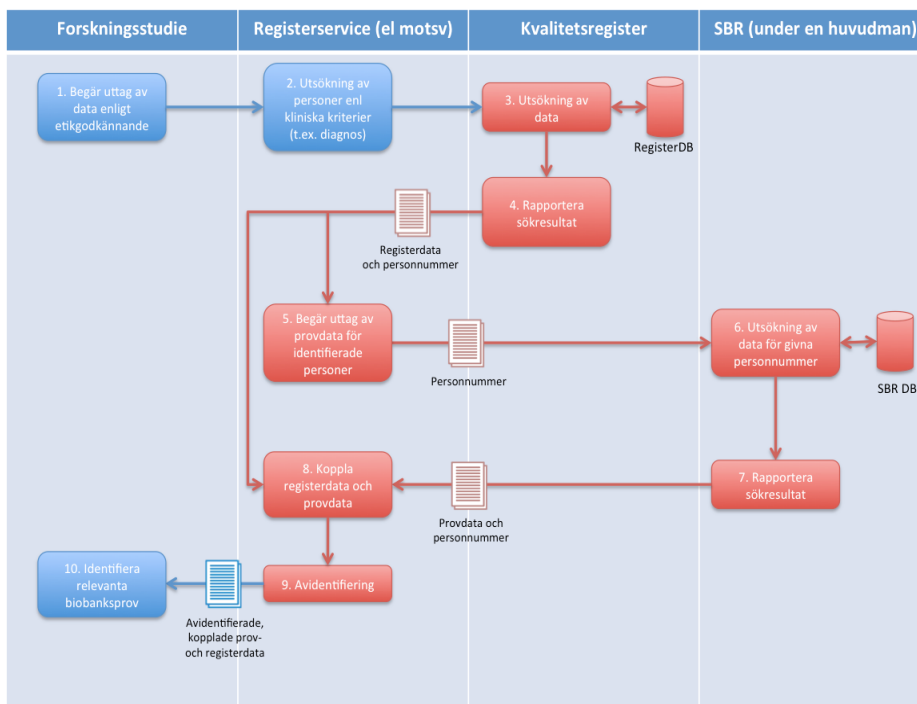 Forskningsstudie
Registerservice (el motsv)
Kvalitetsregister
SBR (under en huvudman)
1. Begär uttag av
data enligt
etikgodkännande
2. Utsökning av
personer enl
kliniska kriterier
(t.ex. diagnos)
3. Utsökning av
data
RegisterDB
4. Rapportera
sökresultat
Registerdata
och personnummer
5. Begär uttag av
provdata för
identifierade
personer
Personnummer
6. Utsökning av
data för givna
personnummer
SBR DB
7. Rapportera
sökresultat
Provdata och
personnummer
8. Koppla
registerdata och
provdata
9. Avidentifiering
Avidentifierade,
kopplade prov-
och registerdata
10. Identifiera
relevanta
biobanksprov